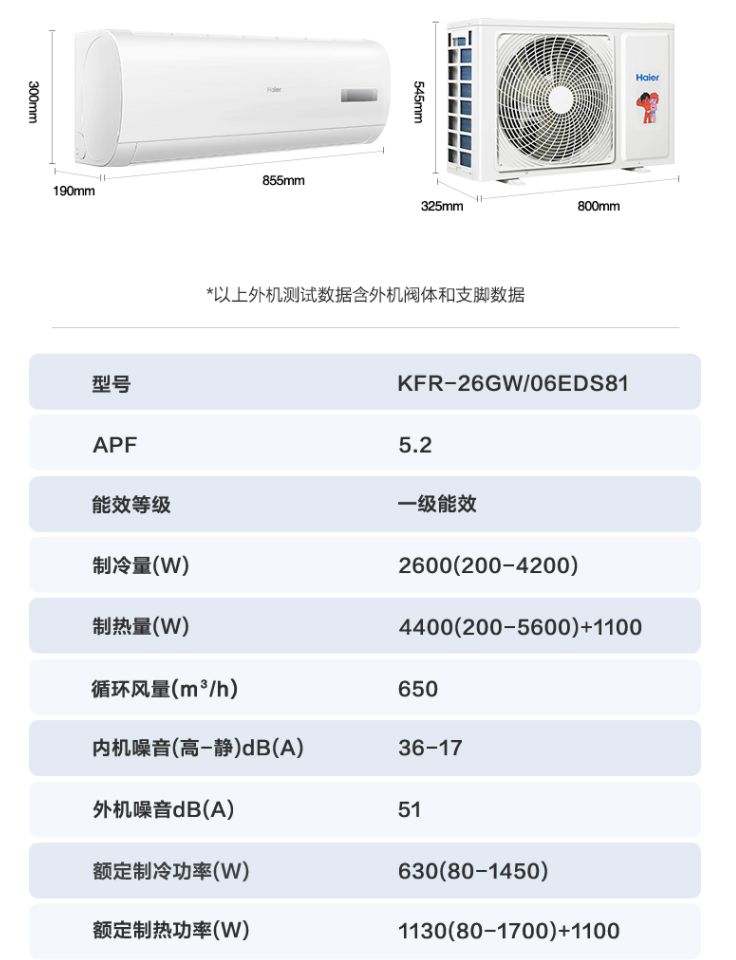 Haier
300mm
190mm
855mm
Haier
545mm
325mm
800mm
*以上外机测试数据含外机阀体和支脚数据
型号 KFR-26GW/06EDS81
APF 5.2
能效等级 一级能效
制冷量(W) 2600(200-4200)
制热量(W) 4400(200-5600)+1100
循环风量(m³/h) 650
内机噪音(高-静)dB(A) 36-17
外机噪音dB(A) 51
额定制冷功率(W) 630(80-1450)
额定制热功率(W) 1130(80-1700)+1100